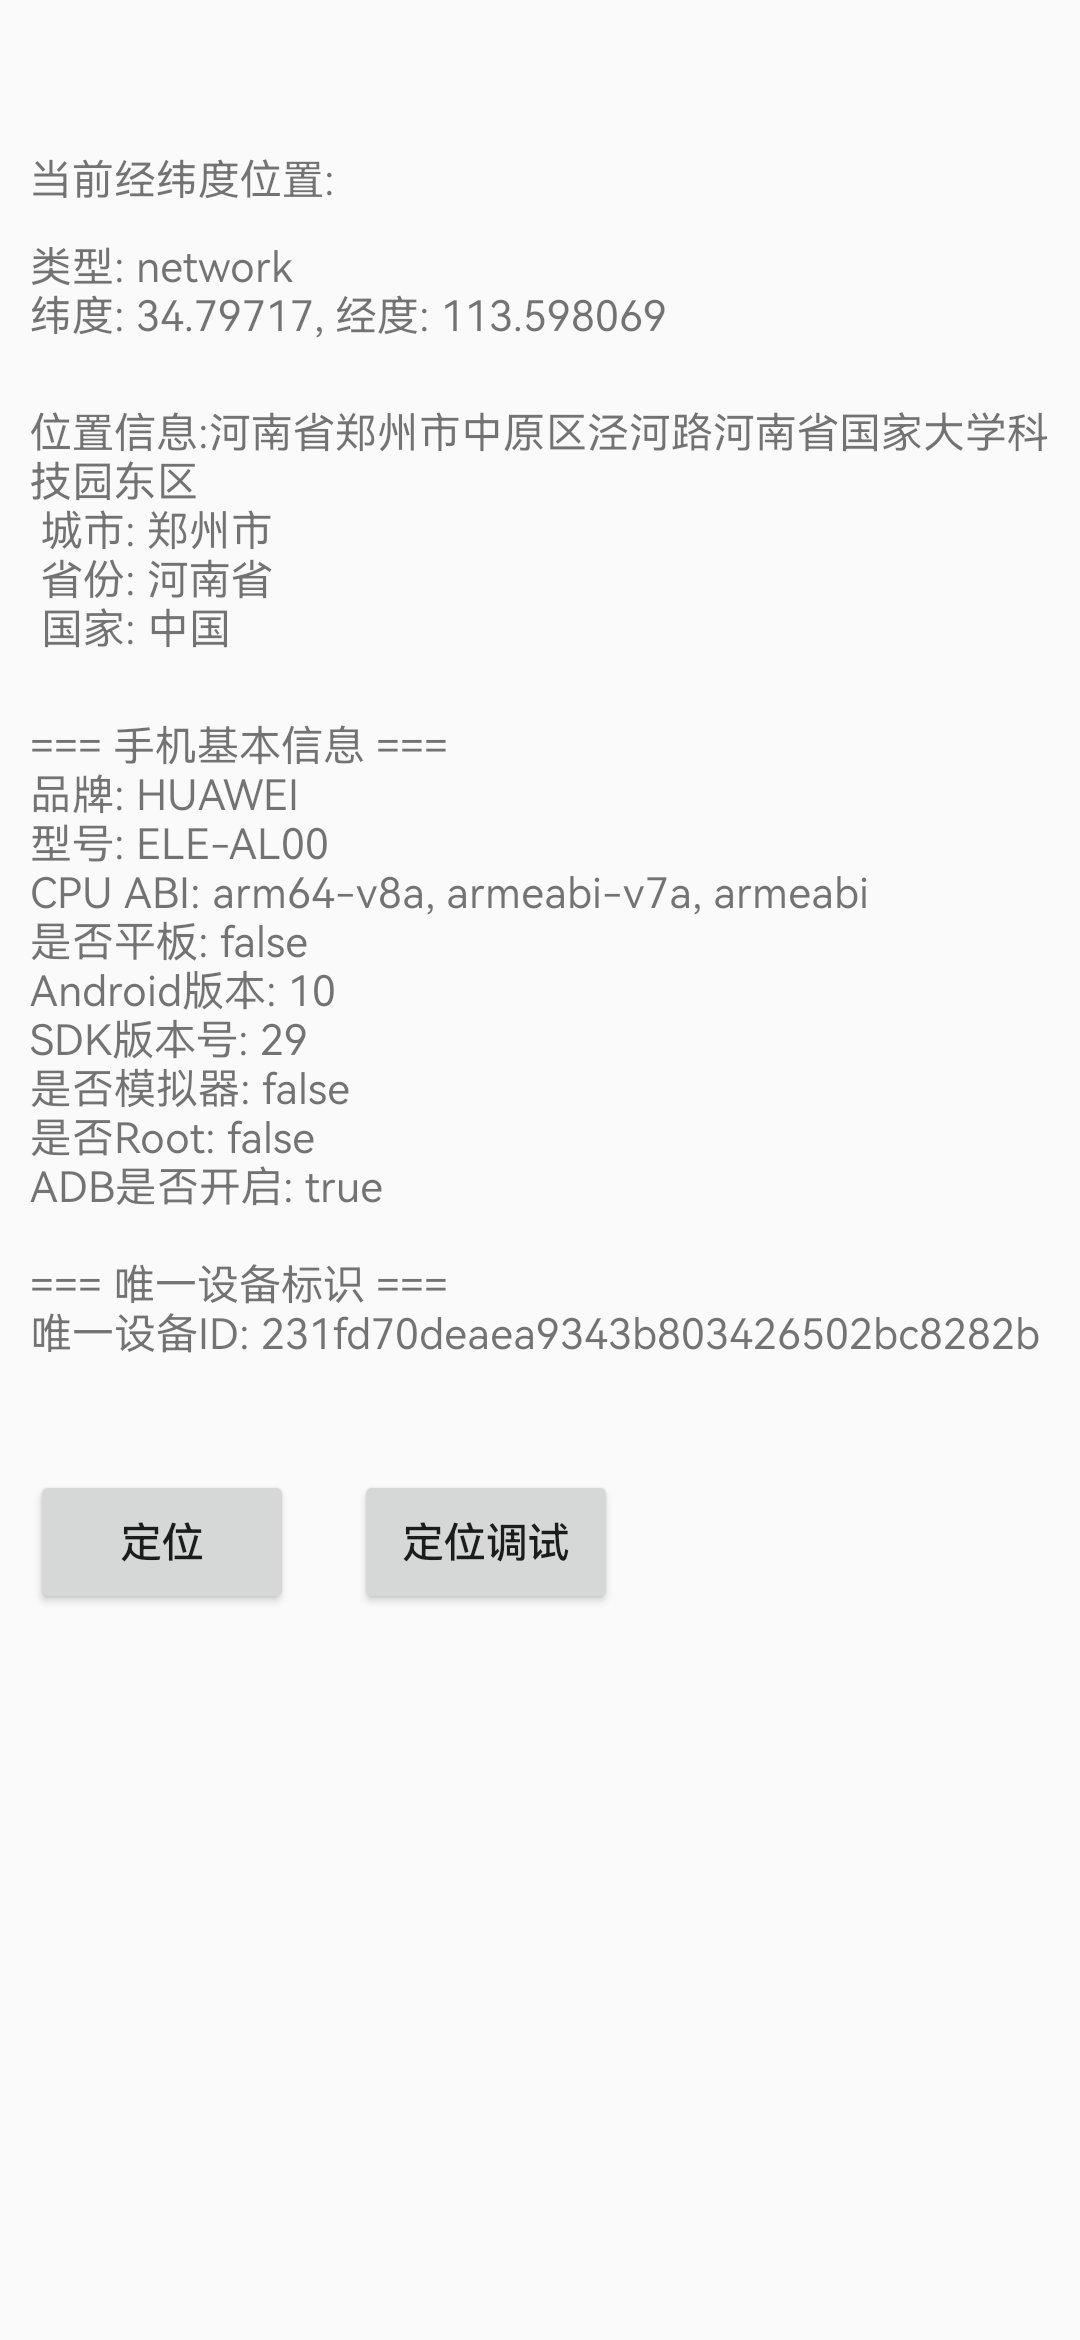 当前经纬度位置:
类型: network
纬度: 34.79717, 经度: 113.598069
位置信息:河南省郑州市中原区泾河路河南省国家大学科
技园东区
城市: 郑州市
省份: 河南省
国家: 中国
=== 手机基本信息 ===
品牌: HUAWEI
型号: ELE-AL00
CPU ABI: arm64-v8a, armeabi-v7a, armeabi
是否平板: false
Android版本: 10
SDK版本号: 29
是否模拟器: false
是否Root: false
ADB是否开启: true
=== 唯一设备标识 ===
唯一设备ID: 231fd70deaea9343b803426502bc8282b
定位
定位调试